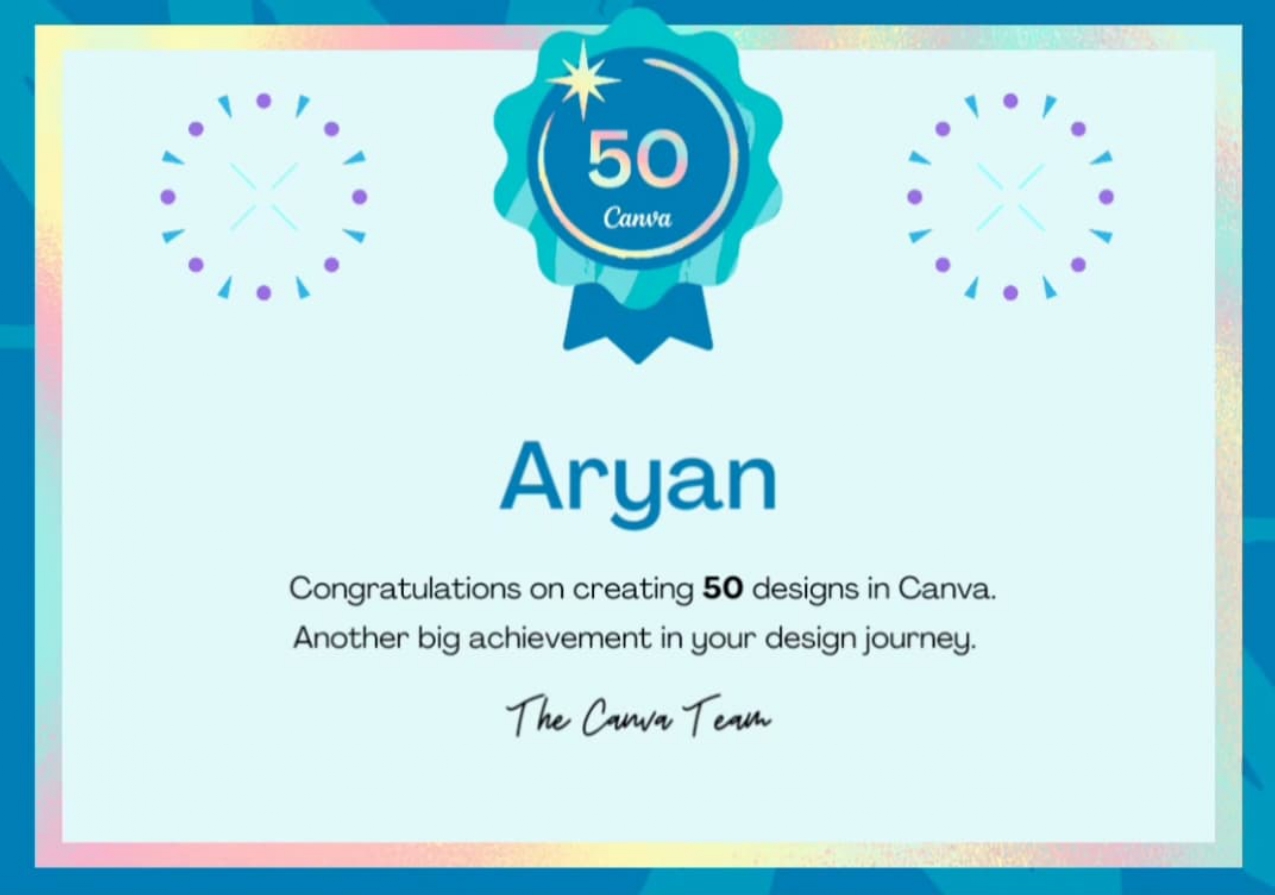 50
Canva
Aryan
Congratulations on creating 50 designs in Canva.
Another big achievement in your design journey.
The Canva Team